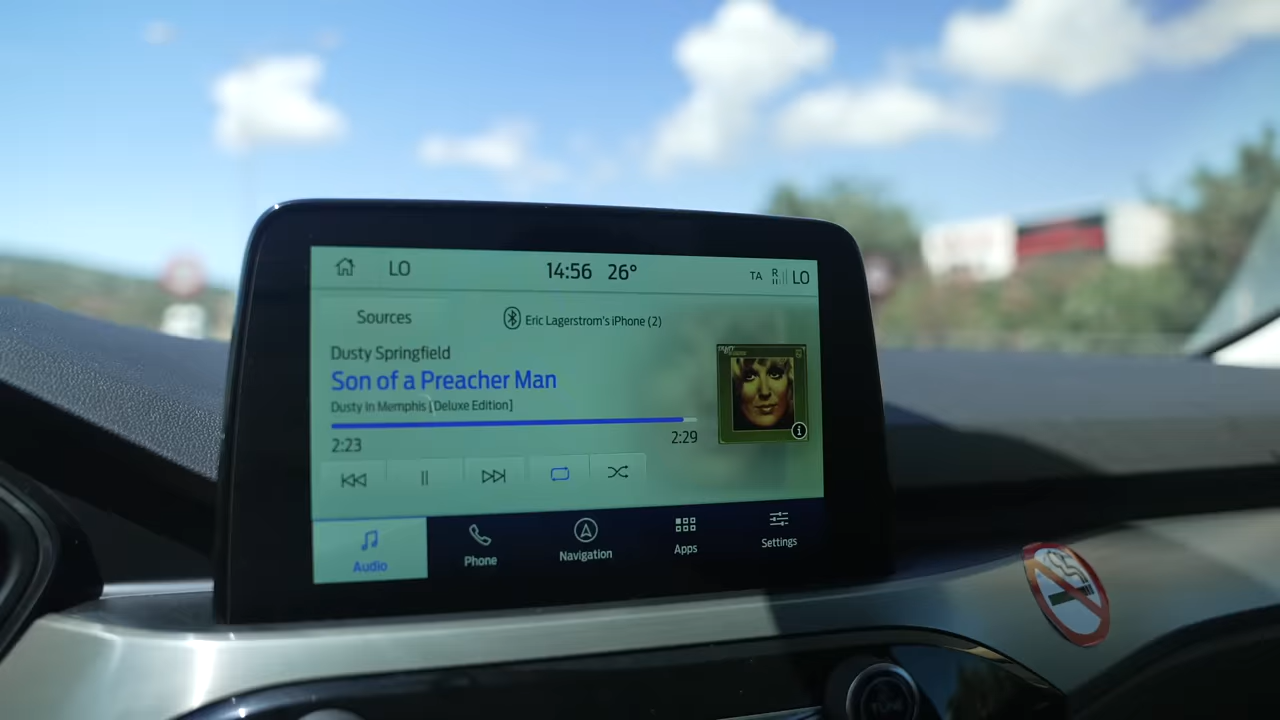 LO 14:56 26° TA R LO
Sources
Eric Lagerstrom's iPhone (2)
Dusty Springfield
Son of a Preacher Man
Dusty In Memphis [Deluxe Edition]
2:23 2:29
Audio Phone Navigation Apps Settings